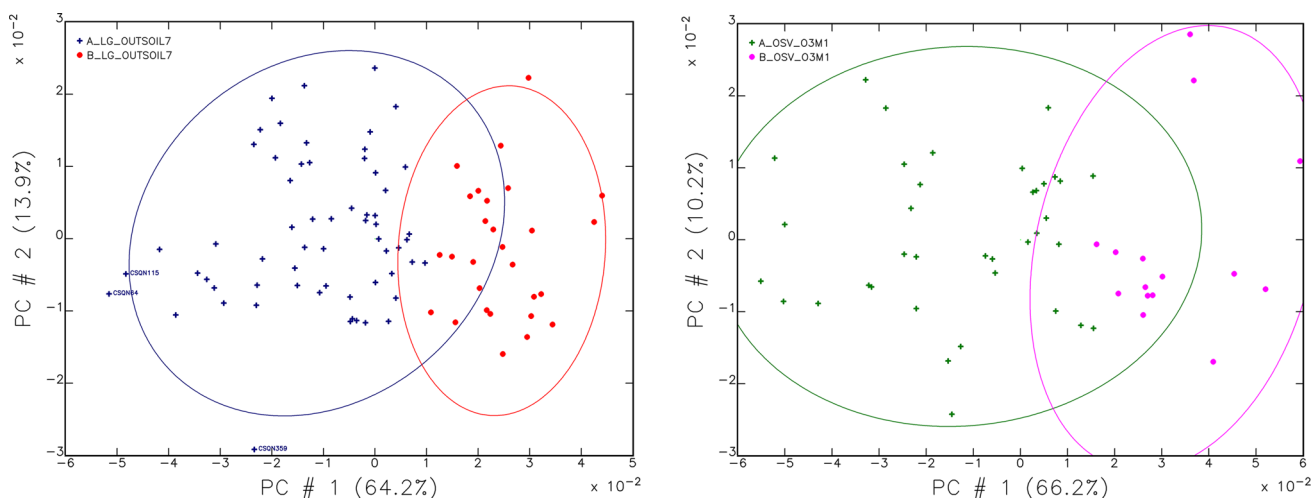 x 10⁻²
3
2
1
0
−1
−2
−3
PC # 2 (13.9%)
A_LG_OUTSOIL7
B_LG_OUTSOIL7
CSQN115
CSQN64
CSQN359
−6 −5 −4 −3 −2 −1 0 1 2 3 4 5
PC # 1 (64.2%) x 10⁻²
x 10⁻²
3
2
1
0
−1
−2
−3
PC # 2 (10.2%)
A_OSV_O3M1
B_OSV_O3M1
−6 −5 −4 −3 −2 −1 0 1 2 3 4 5 6
PC # 1 (66.2%) x 10⁻²